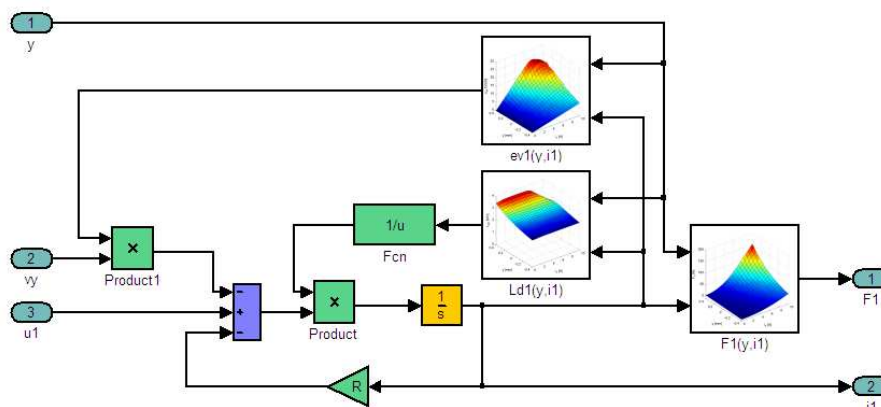 1
y
ev1(y,i1)
1/u
Fcn
Ld1(y,i1)
2
vy
×
Product1
3
u1
-
+
-
×
Product
1
s
R
F1(y,i1)
1
F1
2
i1